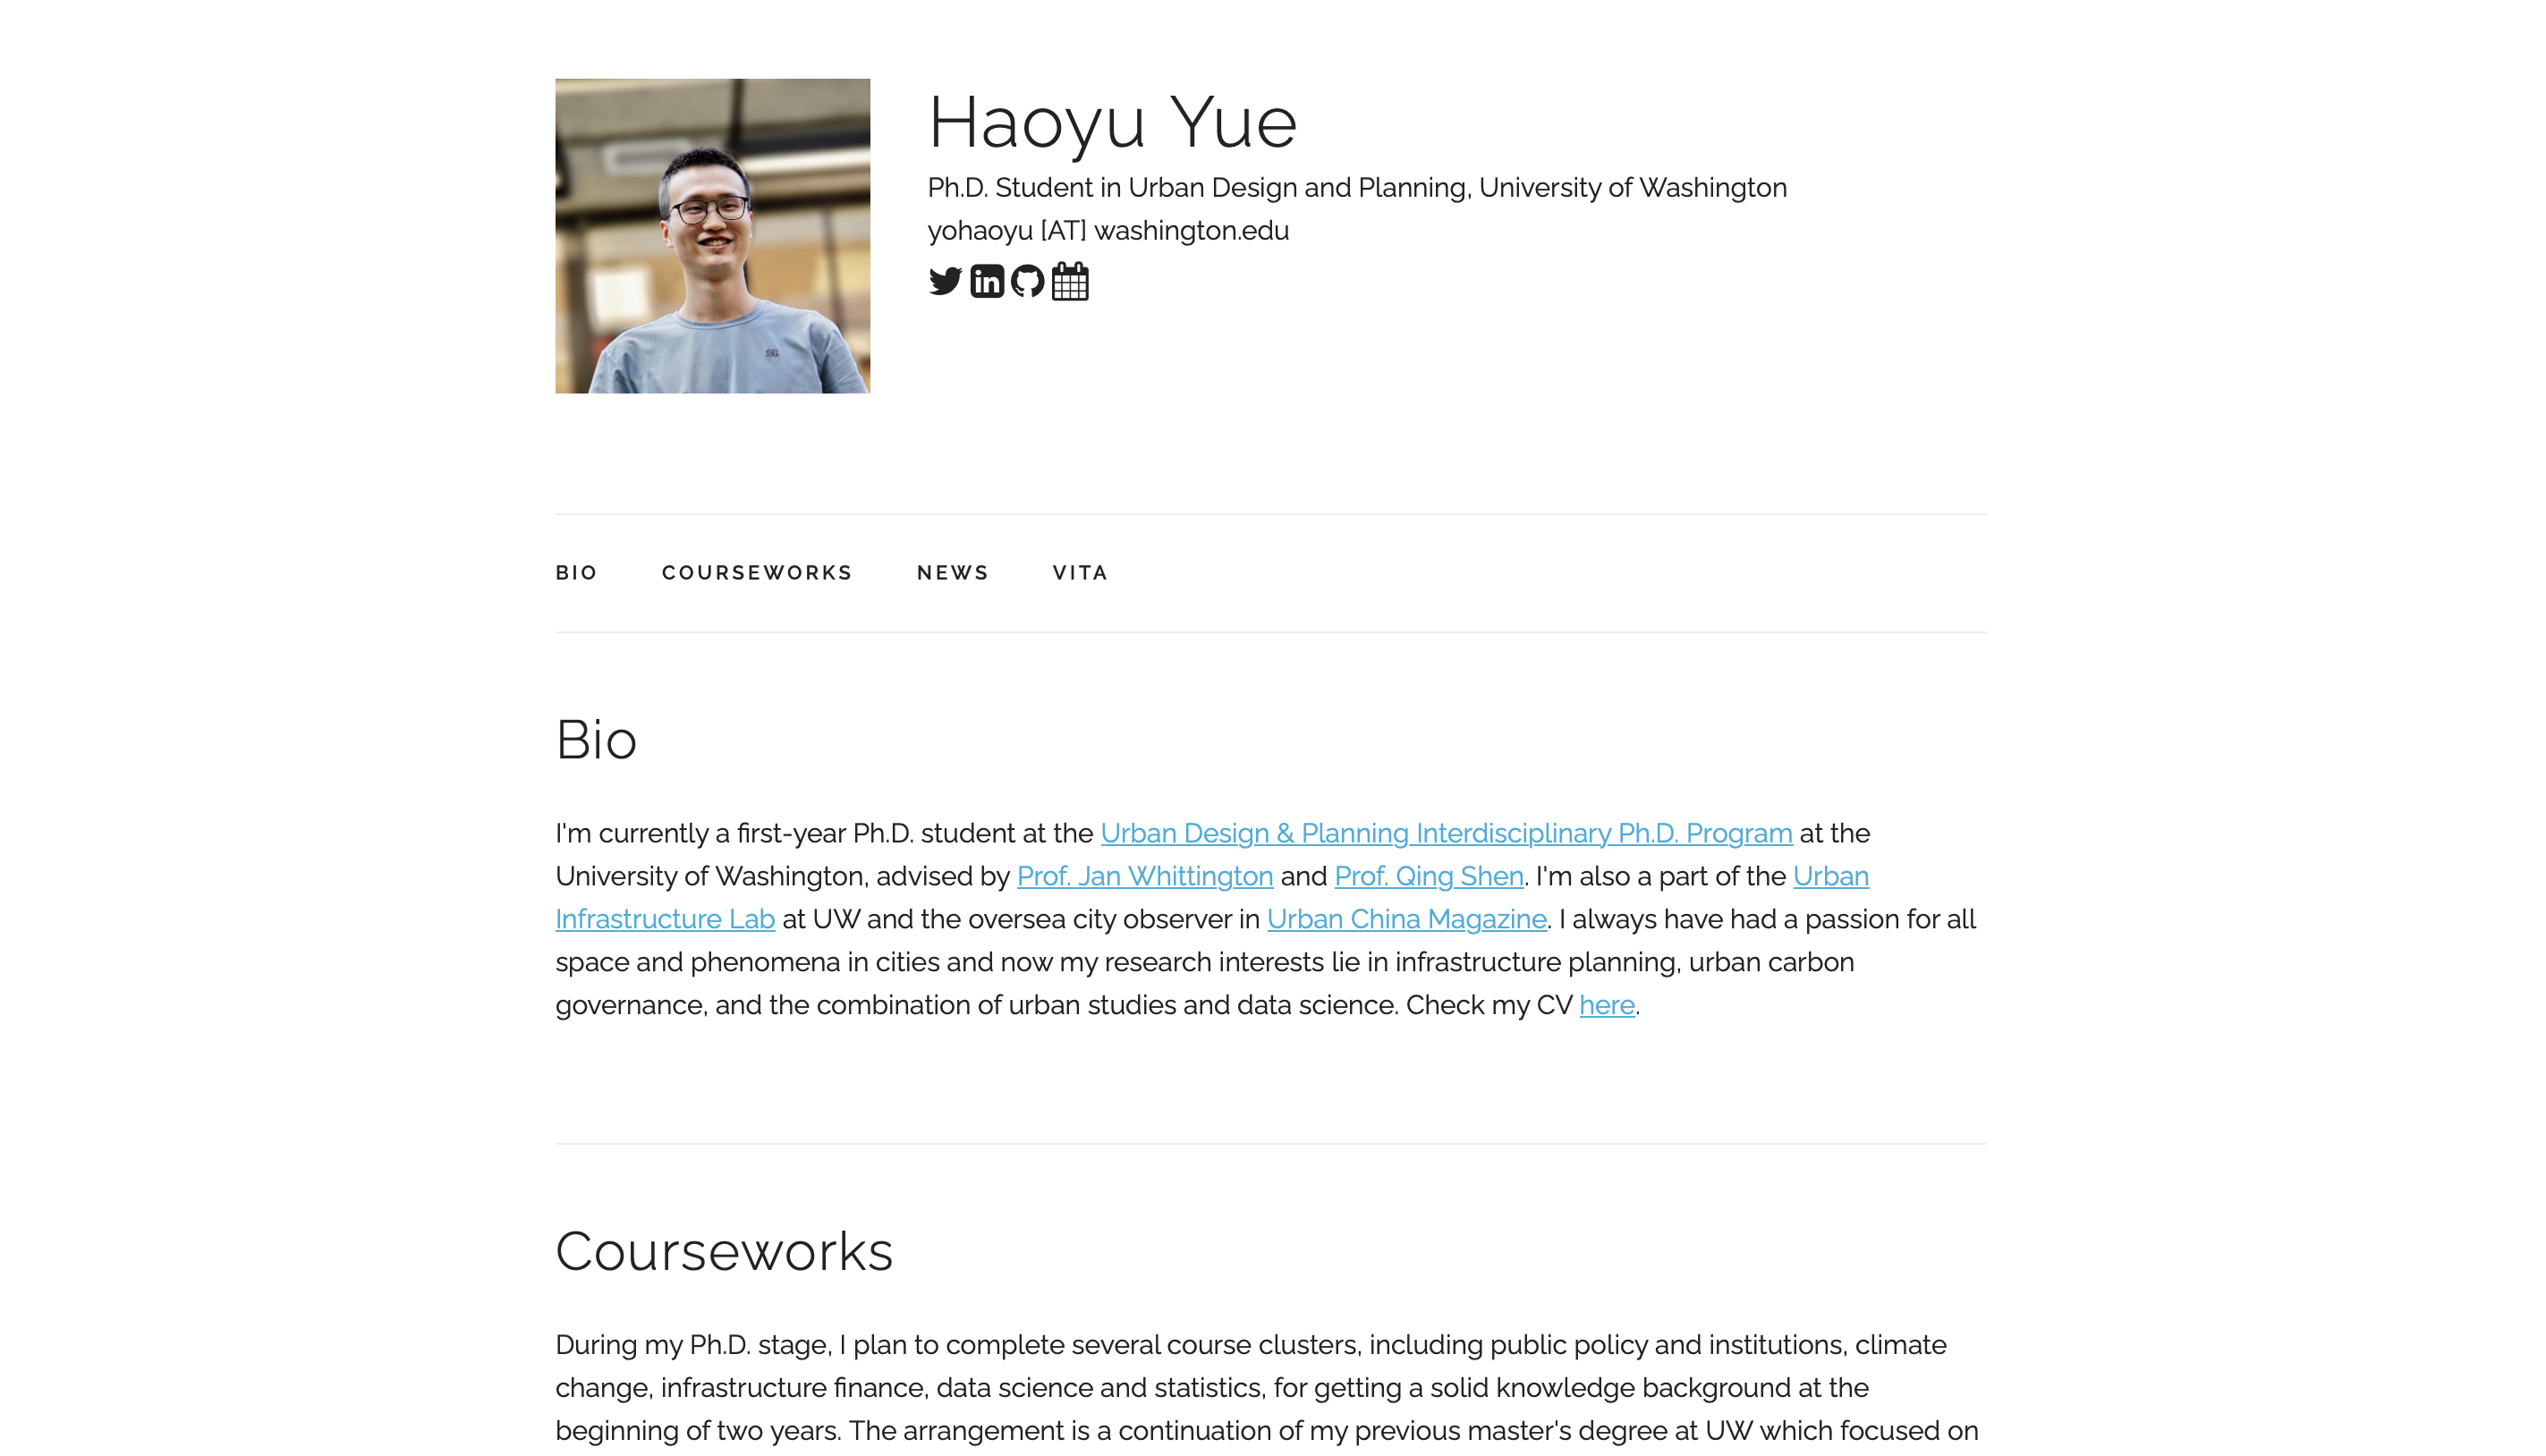 Haoyu Yue
Ph.D. Student in Urban Design and Planning, University of Washington
yohaoyu [AT] washington.edu
BIO COURSEWORKS NEWS VITA
Bio
I'm currently a first-year Ph.D. student at the Urban Design & Planning Interdisciplinary Ph.D. Program at the
University of Washington, advised by Prof. Jan Whittington and Prof. Qing Shen. I'm also a part of the Urban
Infrastructure Lab at UW and the oversea city observer in Urban China Magazine. I always have had a passion for all
space and phenomena in cities and now my research interests lie in infrastructure planning, urban carbon
governance, and the combination of urban studies and data science. Check my CV here.
Courseworks
During my Ph.D. stage, I plan to complete several course clusters, including public policy and institutions, climate
change, infrastructure finance, data science and statistics, for getting a solid knowledge background at the
beginning of two years. The arrangement is a continuation of my previous master's degree at UW which focused on